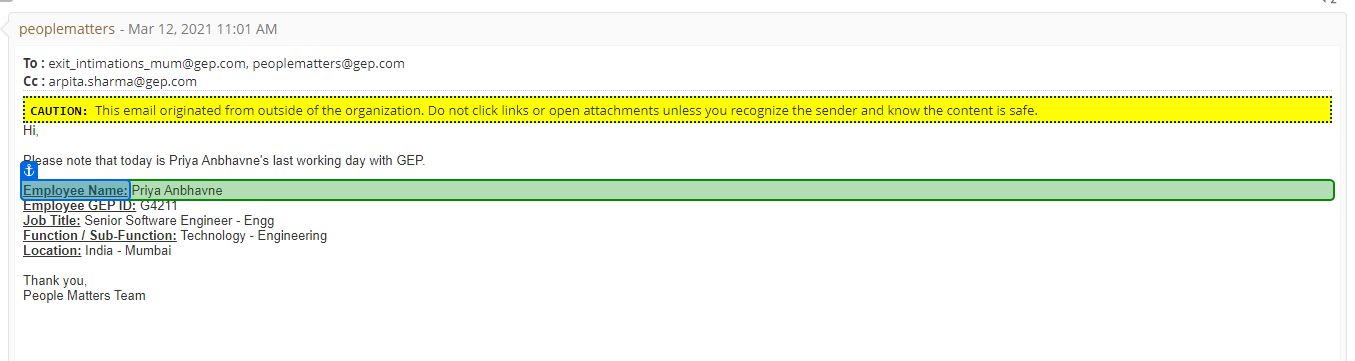 peoplematters - Mar 12, 2021 11:01 AM
To : exit_intimations_mum@gep.com, peoplematters@gep.com
Cc : arpita.sharma@gep.com
CAUTION: This email originated from outside of the organization. Do not click links or open attachments unless you recognize the sender and know the content is safe.
Hi,
Please note that today is Priya Anbhavne's last working day with GEP.
Employee Name: Priya Anbhavne
Employee GEP ID: G4211
Job Title: Senior Software Engineer - Engg
Function / Sub-Function: Technology - Engineering
Location: India - Mumbai
Thank you,
People Matters Team